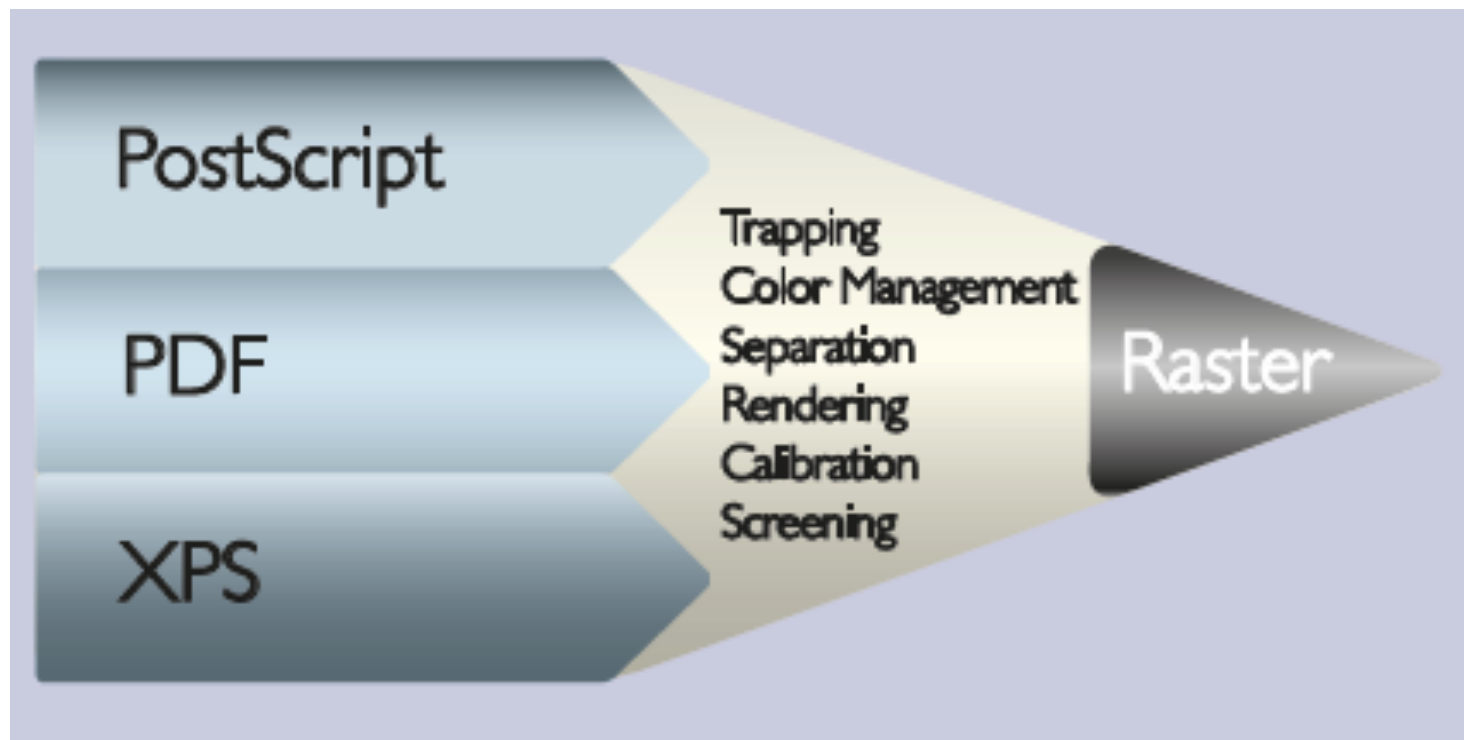 PostScript
PDF
XPS
Trapping
Color Management
Separation
Rendering
Calibration
Screening
Raster